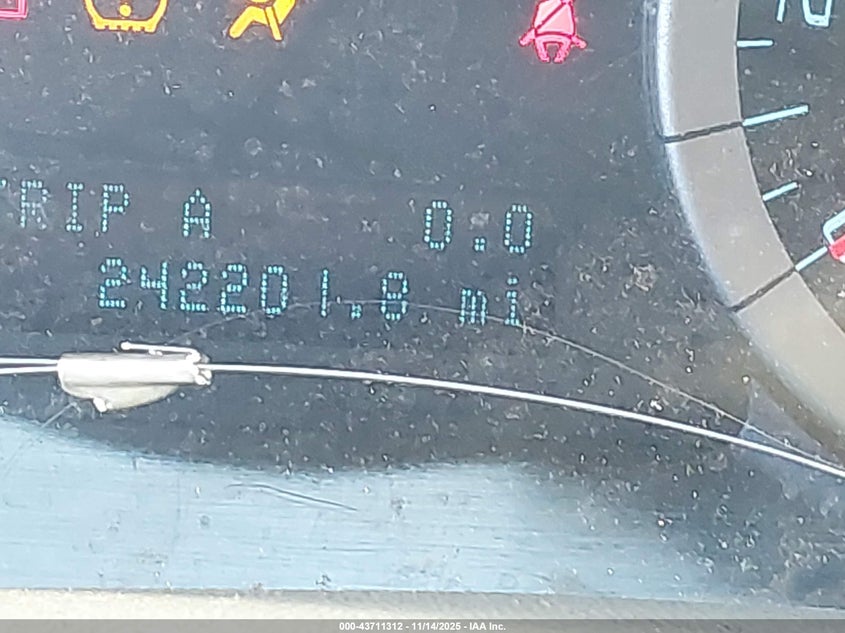 TRIP A 0.0
242201.8 mi
000-43711312 - 11/14/2025 - IAA Inc.